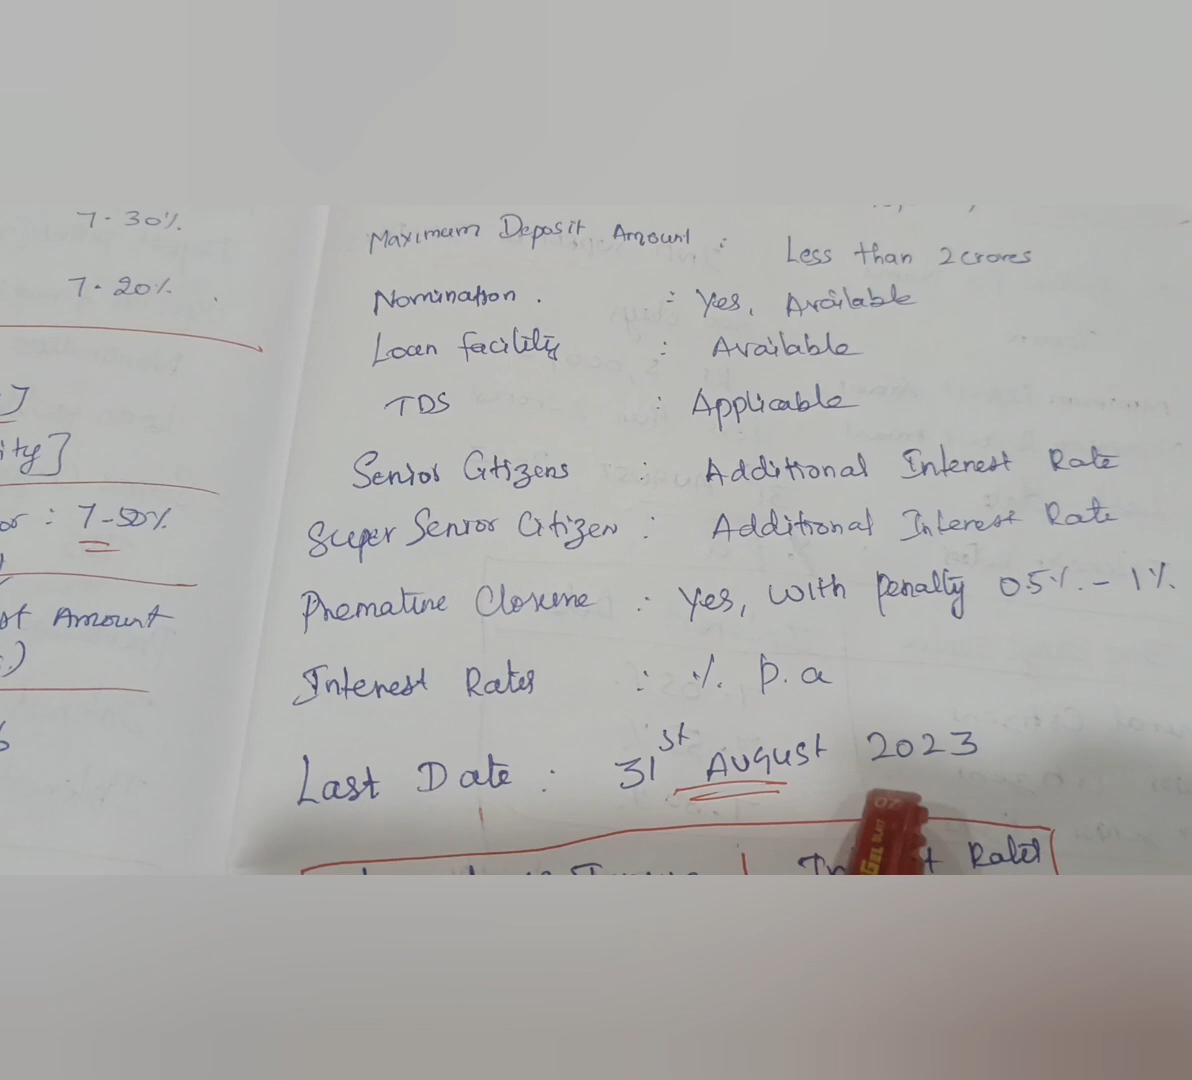 7.30%
7.20%
ity]
or : 7.50%
Amount
Maximum Deposit Amount : Less than 2 crores
Nomination . : Yes, Available
Loan facility : Available
TDS : Applicable
Senior Citizens : Additional Interest Rate
Super Senior Citizen : Additional Interest Rate
Premature Closure : Yes, with penalty 0.5% - 1%
Interest Rates : % p.a
Last Date : 31st August 2023
Rates
GEL